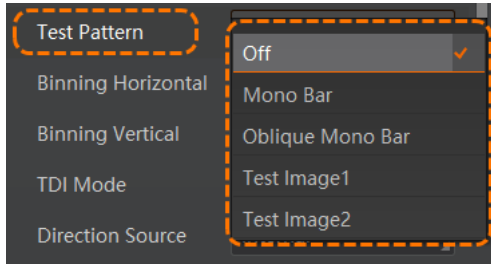 Test Pattern
Off
Binning Horizontal
Mono Bar
Binning Vertical
Oblique Mono Bar
TDI Mode
Test Image1
Test Image2
Direction Source